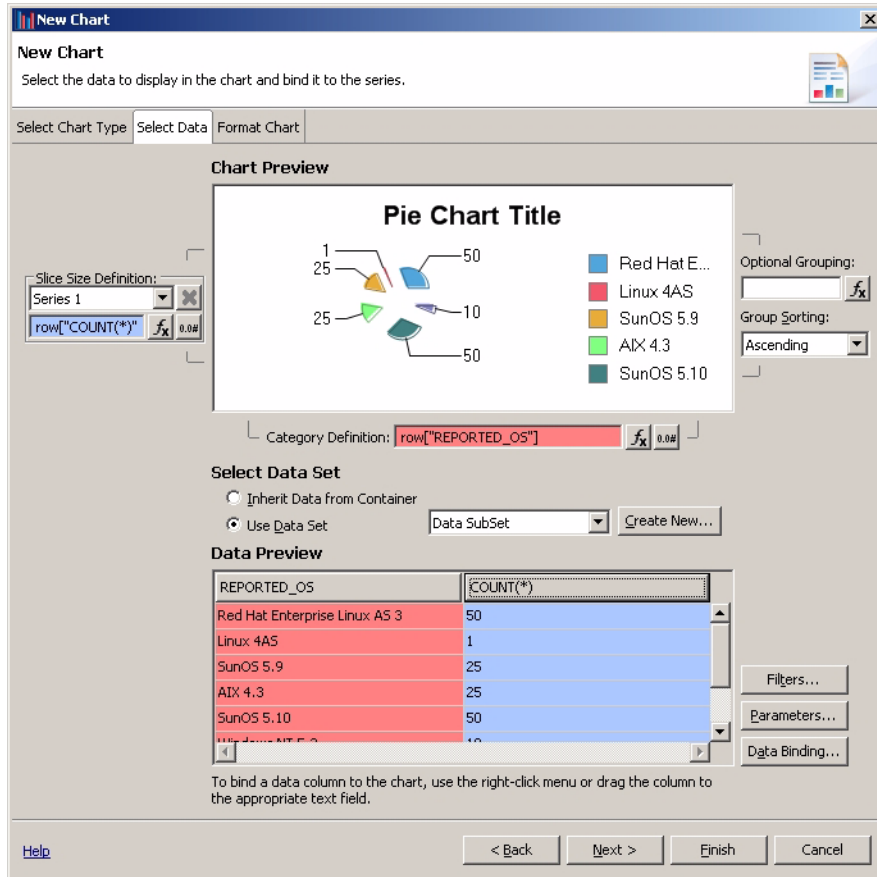 New Chart
New Chart
Select the data to display in the chart and bind it to the series.
Select Chart Type
Select Data
Format Chart
Chart Preview
Pie Chart Title
1
25
25
50
10
50
Red Hat E...
Linux 4AS
SunOS 5.9
AIX 4.3
SunOS 5.10
Slice Size Definition:
Series 1
row["COUNT(*)"
fx
0.0#
Optional Grouping:
fx
Group Sorting:
Ascending
Category Definition:
row["REPORTED_OS"]
fx
0.0#
Select Data Set
Inherit Data from Container
Use Data Set
Data SubSet
Create New...
Data Preview
REPORTED_OS COUNT(*)
Red Hat Enterprise Linux AS 3 50
Linux 4AS 1
SunOS 5.9 25
AIX 4.3 25
SunOS 5.10 50
Filters...
Parameters...
Data Binding...
To bind a data column to the chart, use the right-click menu or drag the column to
the appropriate text field.
Help
< Back
Next >
Finish
Cancel